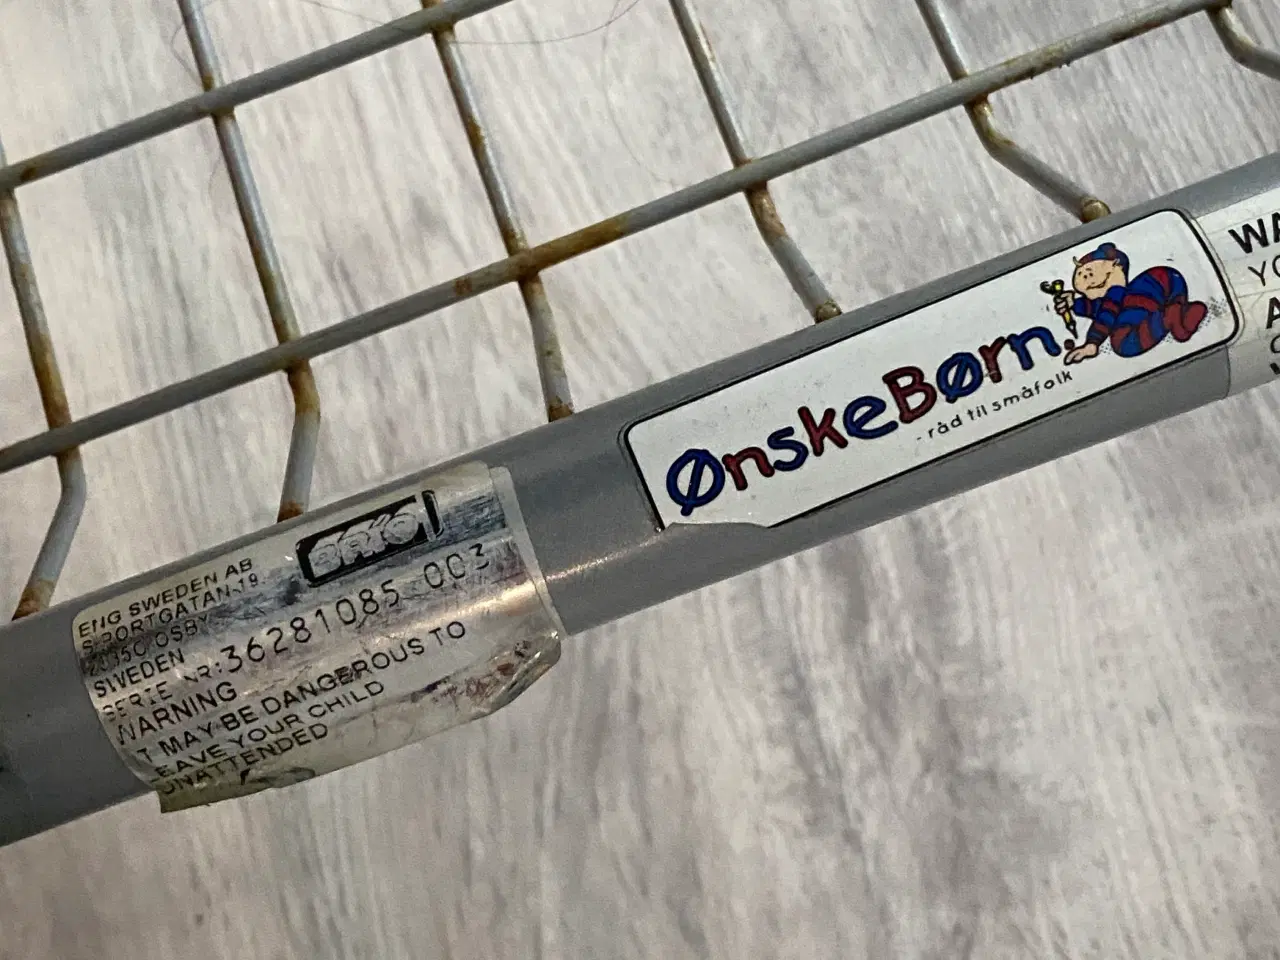 BRIO
ENG SWEDEN AB
SPORTGATAN 19
OSBY
SWEDEN
SERIE NR: 36281085 003
WARNING
IT MAY BE DANGEROUS TO
LEAVE YOUR CHILD
UNATTENDED
ØnskeBørn
- råd til småfolk
WA
YO
A